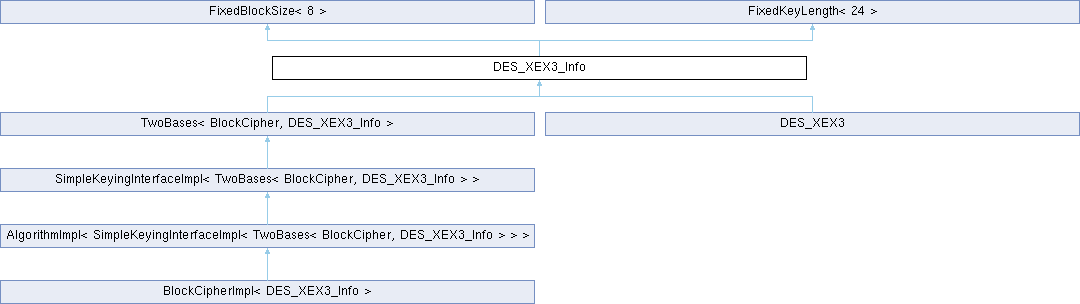 FixedBlockSize< 8 >
FixedKeyLength< 24 >
DES_XEX3_Info
TwoBases< BlockCipher, DES_XEX3_Info >
DES_XEX3
SimpleKeyingInterfaceImpl< TwoBases< BlockCipher, DES_XEX3_Info > >
AlgorithmImpl< SimpleKeyingInterfaceImpl< TwoBases< BlockCipher, DES_XEX3_Info > > >
BlockCipherImpl< DES_XEX3_Info >